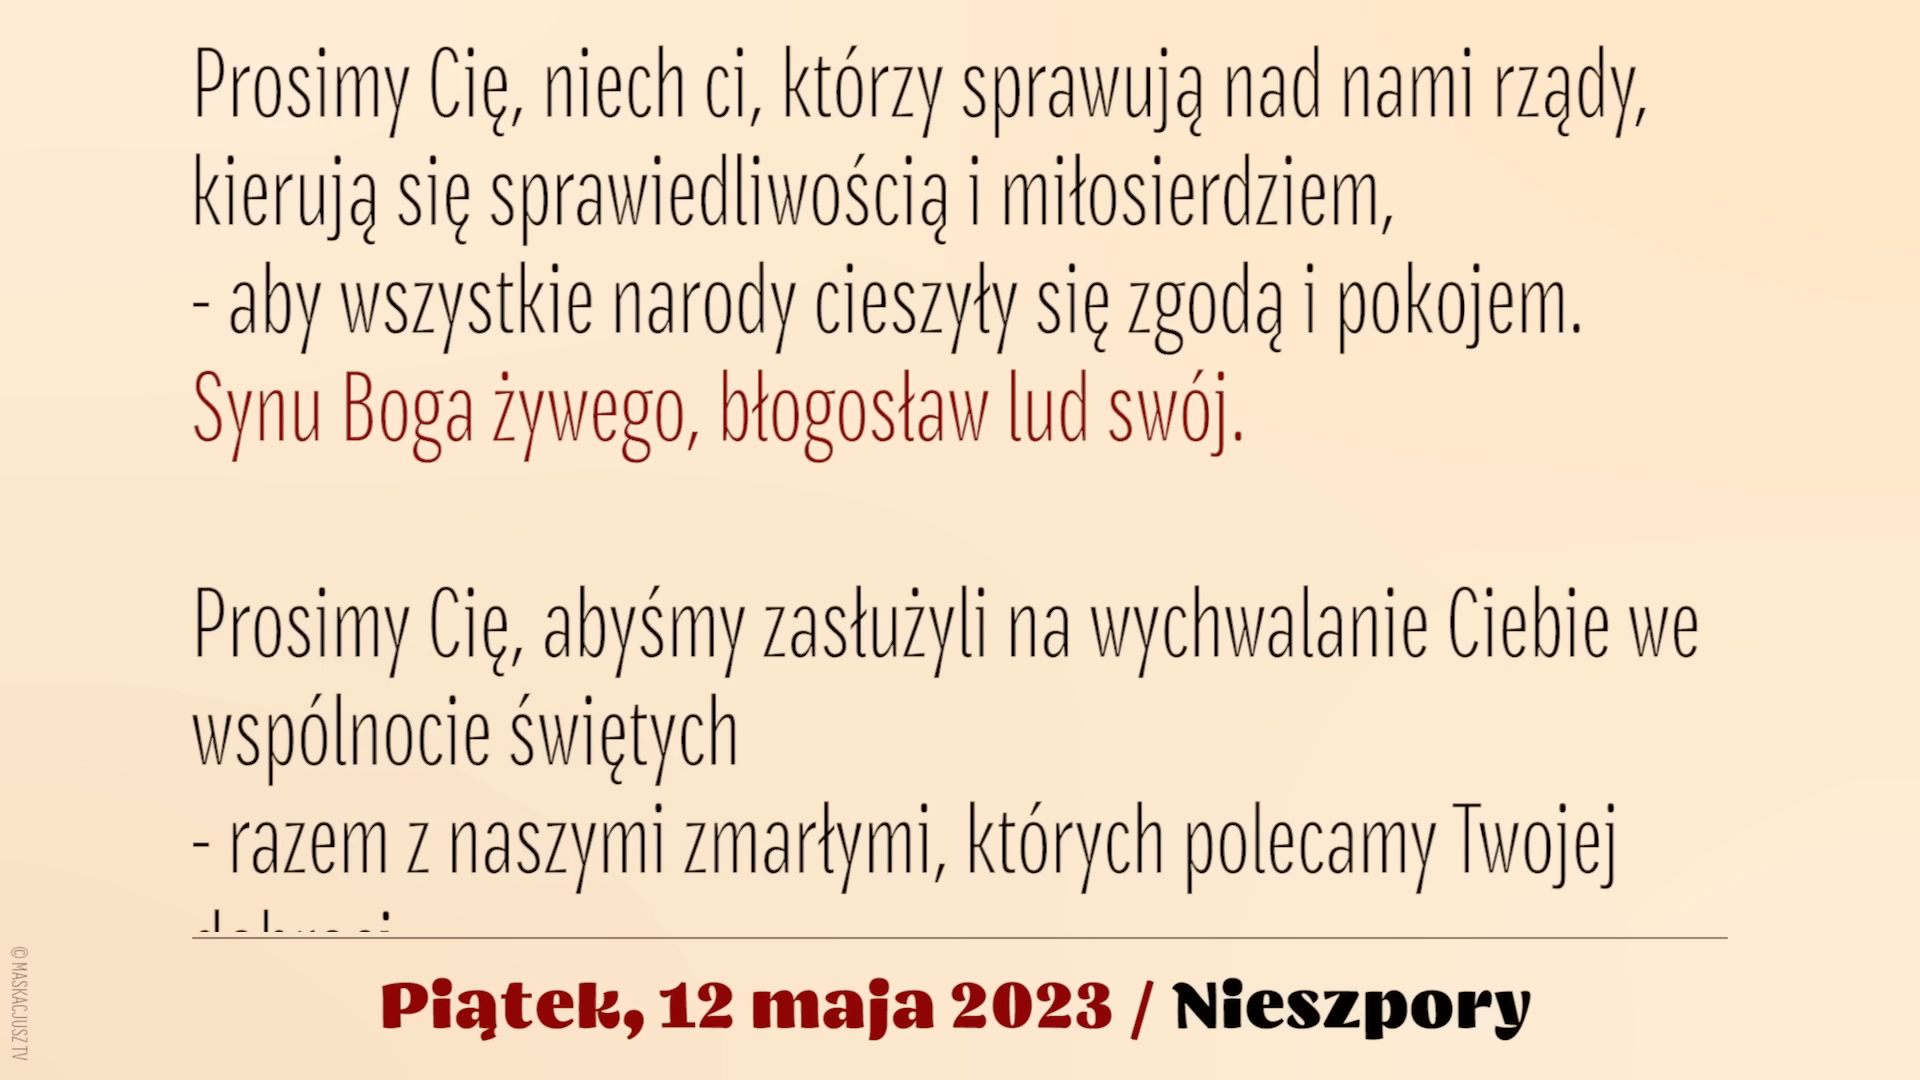 Prosimy Cię, niech ci, którzy sprawują nad nami rządy,
kierują się sprawiedliwością i miłosierdziem,
- aby wszystkie narody cieszyły się zgodą i pokojem.
Synu Boga żywego, błogosław lud swój.
Prosimy Cię, abyśmy zasłużyli na wychwalanie Ciebie we
wspólnocie świętych
- razem z naszymi zmarłymi, których polecamy Twojej
Piątek, 12 maja 2023 / Nieszpory
© MASKACJUSZ TV